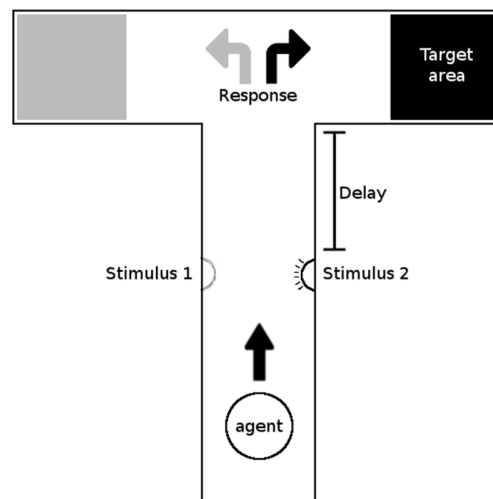 Target
area
Response
Delay
Stimulus 1
Stimulus 2
agent